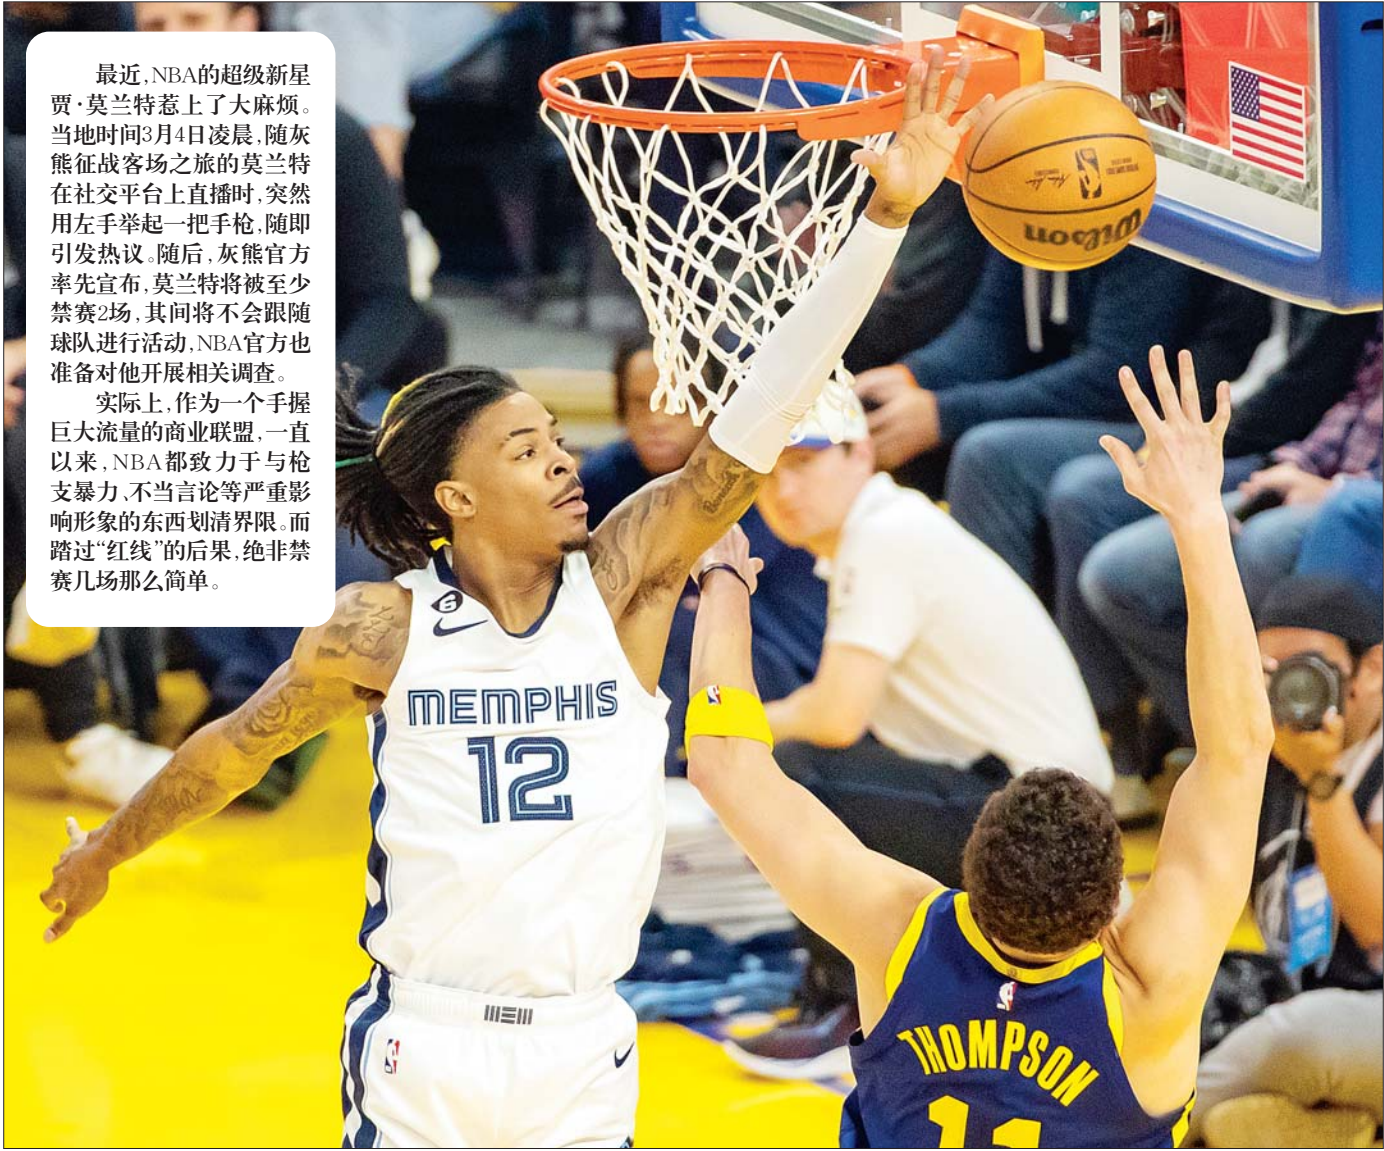 最近,NBA的超级新星
贾·莫兰特惹上了大麻烦。
当地时间3月4日凌晨,随灰
熊征战客场之旅的莫兰特
在社交平台上直播时,突然
用左手举起一把手枪,随即
引发热议。随后,灰熊官方
率先宣布,莫兰特将被至少
禁赛2场,其间将不会跟随
球队进行活动,NBA官方也
准备对他开展相关调查。
实际上,作为一个手握
巨大流量的商业联盟,一直
以来,NBA都致力于与枪
支暴力、不当言论等严重影
响形象的东西划清界限。而
踏过“红线”的后果,绝非禁
赛几场那么简单。
Wilson
6
MEMPHIS
12
THOMPSON
11